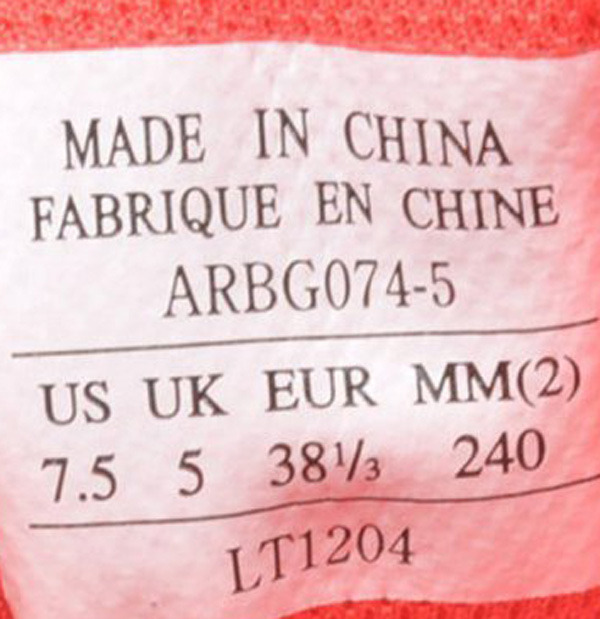 MADE IN CHINA
FABRIQUE EN CHINE
ARBG074-5
US UK EUR MM(2)
7.5 5 38⅓ 240
LT1204